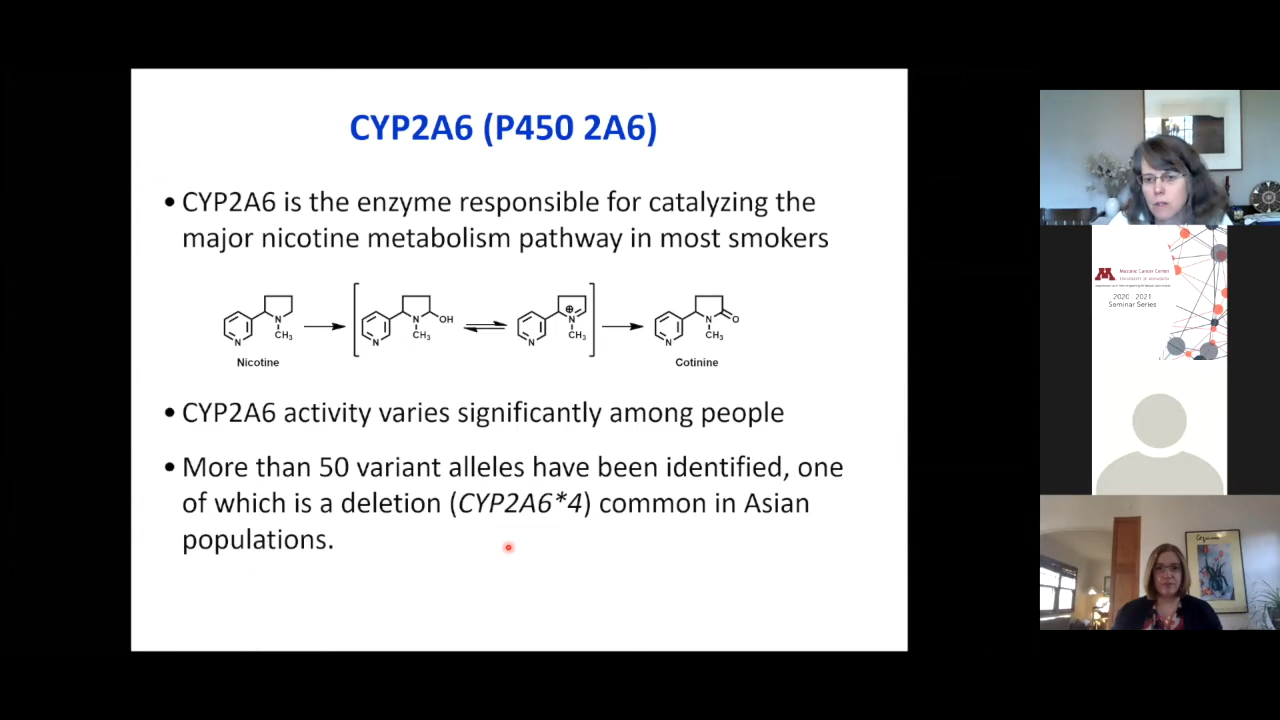 CYP2A6 (P450 2A6)
• CYP2A6 is the enzyme responsible for catalyzing the
major nicotine metabolism pathway in most smokers
N
CH3
N
Nicotine
N
OH
CH3
N
N
CH3
N
N
O
CH3
N
Cotinine
• CYP2A6 activity varies significantly among people
• More than 50 variant alleles have been identified, one
of which is a deletion (CYP2A6*4) common in Asian
populations.
Masonic Cancer Center
UNIVERSITY OF MINNESOTA
2020 2021
Seminar Series